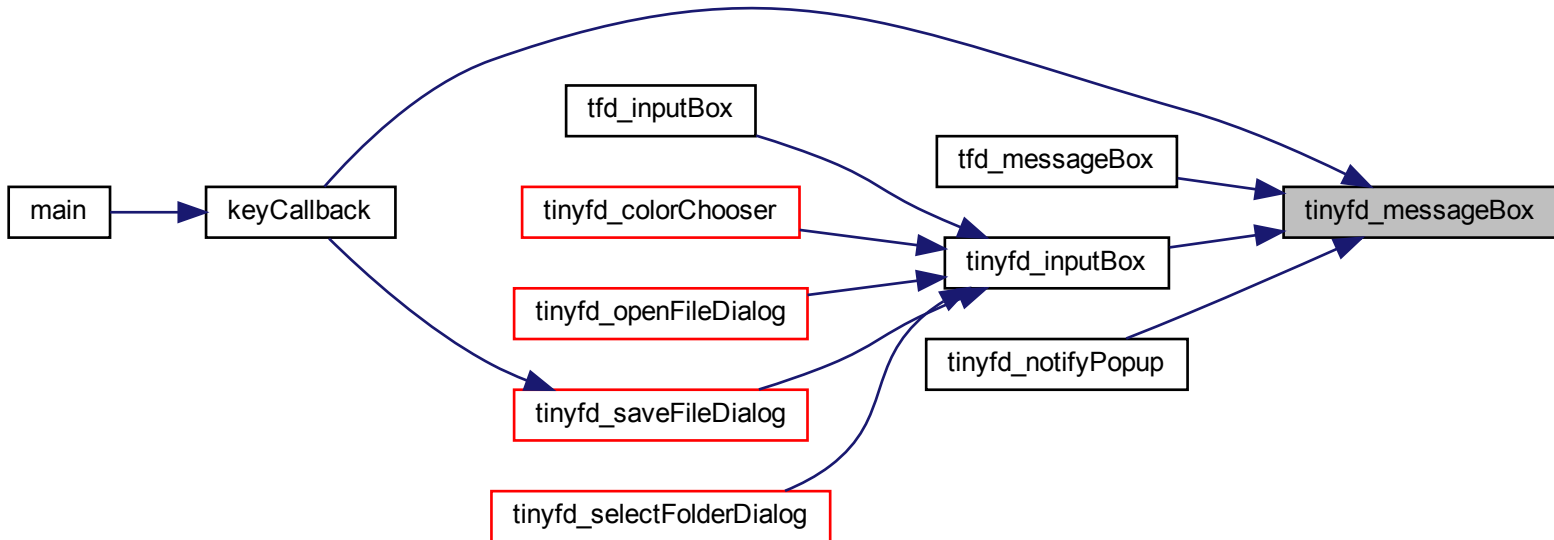 tfd_inputBox
tfd_messageBox
main
keyCallback
tinyfd_colorChooser
tinyfd_messageBox
tinyfd_inputBox
tinyfd_openFileDialog
tinyfd_notifyPopup
tinyfd_saveFileDialog
tinyfd_selectFolderDialog